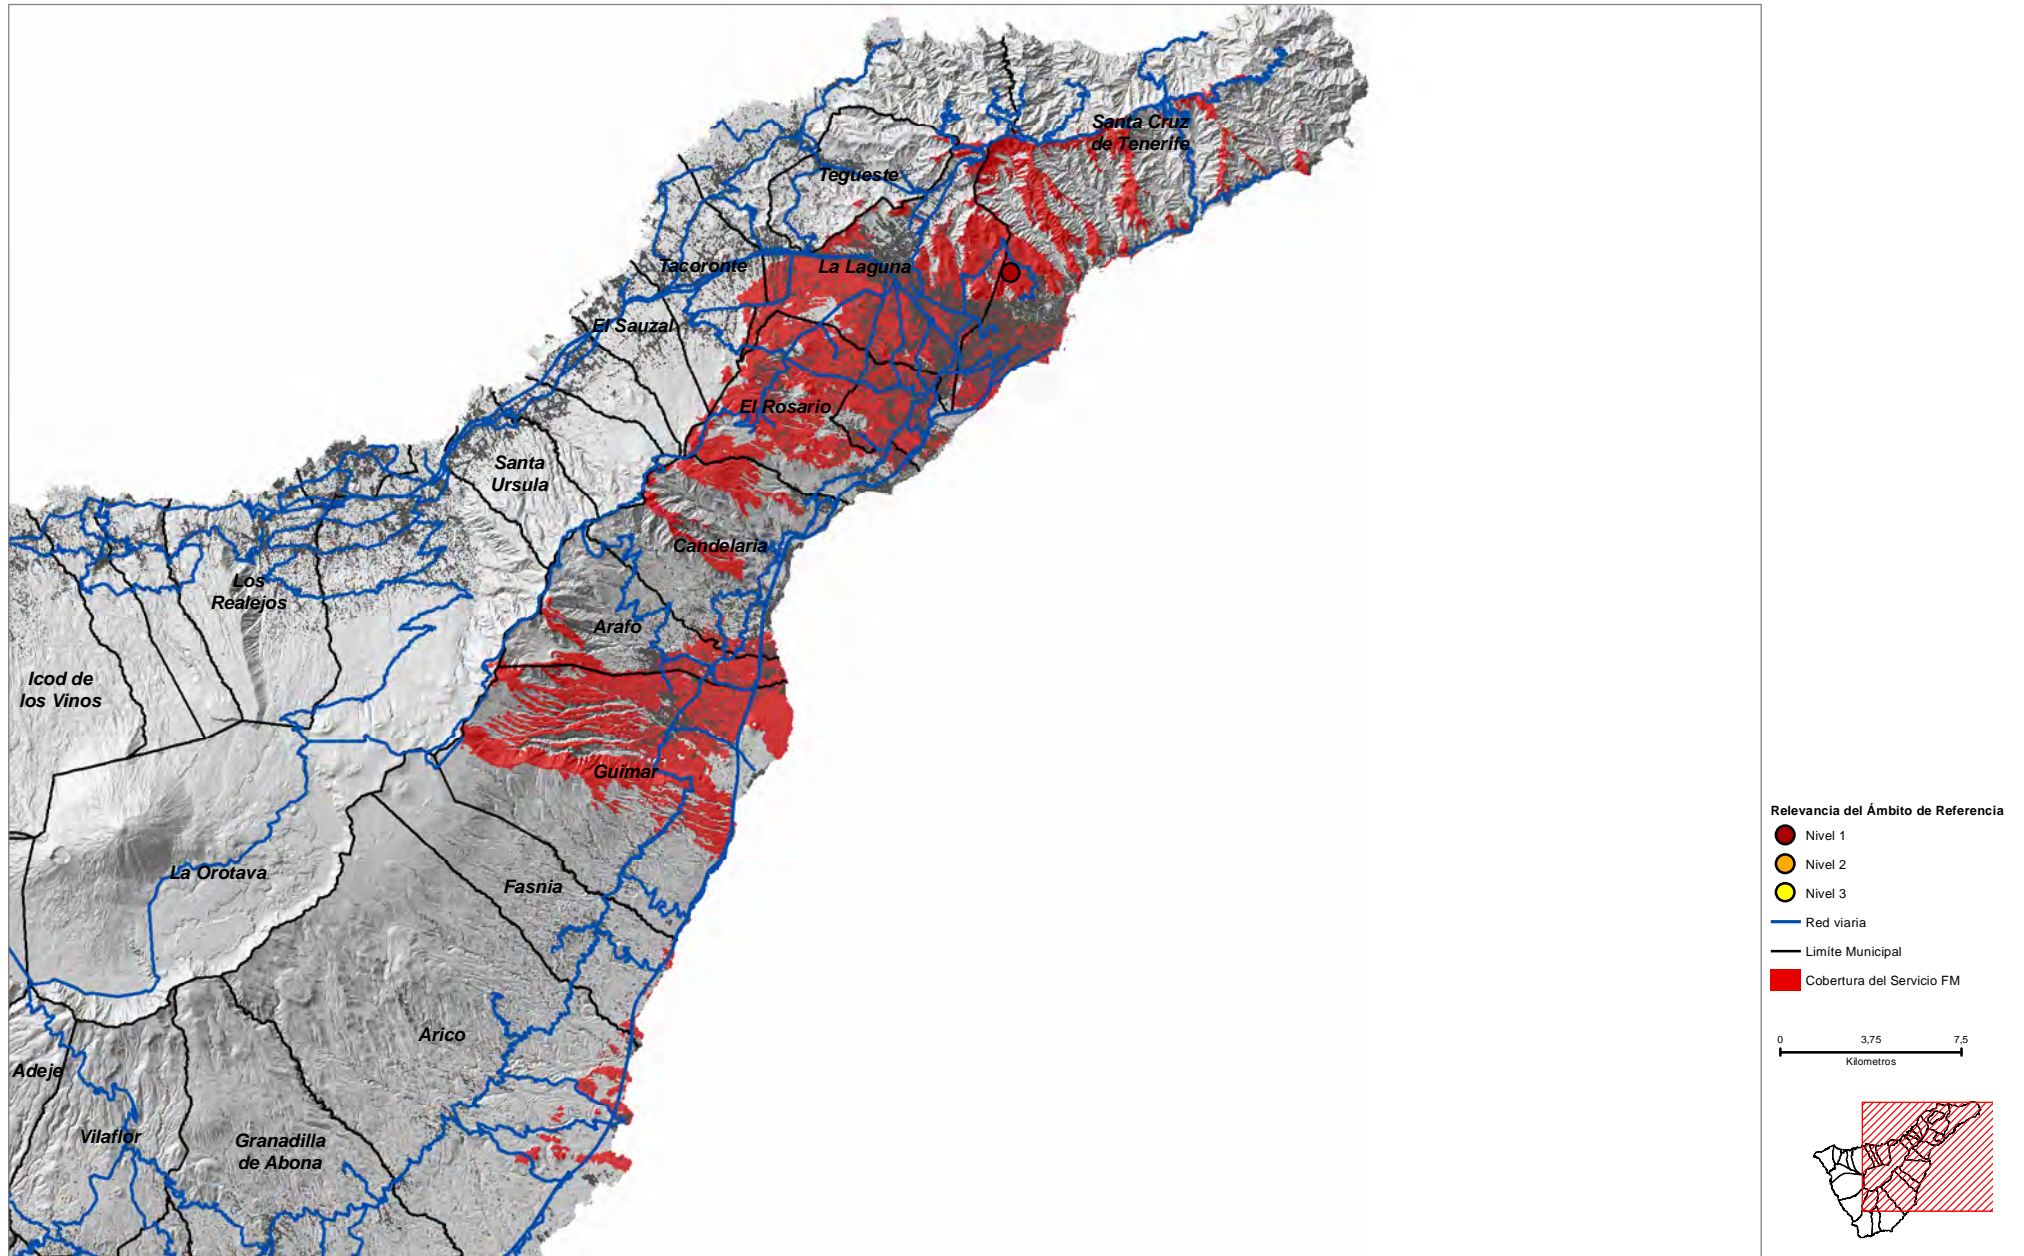 Santa Cruz
de Tenerife
Tegueste
Tacoronte
La Laguna
El Sauzal
El Rosario
Santa
Ursula
Candelaria
Los
Realejos
Arafo
Icod de
los Vinos
Guimar
La Orotava
Fasnia
Arico
Adeje
Vilaflor
Granadilla
de Abona
Relevancia del Ámbito de Referencia
Nivel 1
Nivel 2
Nivel 3
Red viaria
Limíte Municipal
Cobertura del Servicio FM
0 3,75 7,5
Kilometros